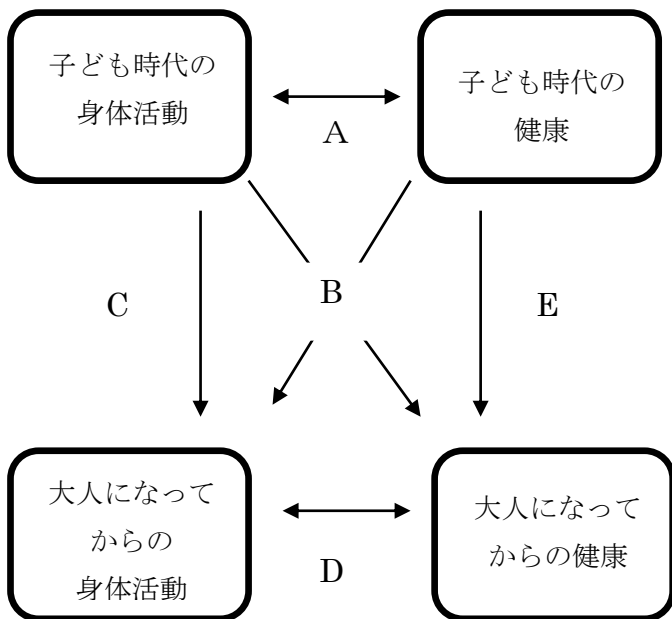 子ども時代の
身体活動
子ども時代の
健康
A
B
C
E
大人になって
からの
身体活動
大人になって
からの健康
D